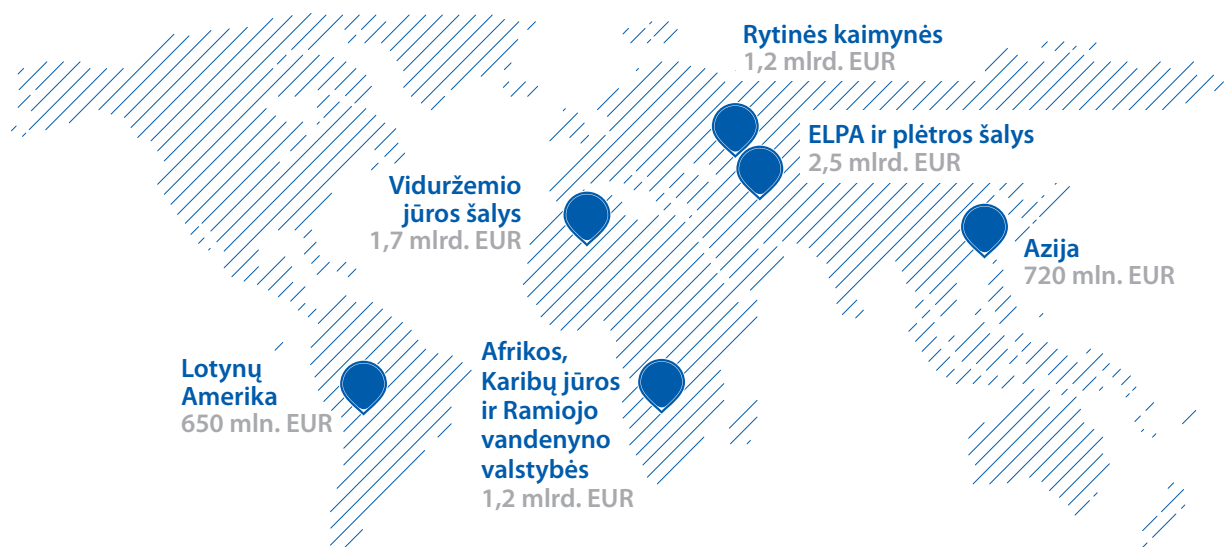 Rytinės kaimynės
1,2 mlrd. EUR
ELPA ir plėtros šalys
2,5 mlrd. EUR
Viduržemio
jūros šalys
1,7 mlrd. EUR
Azija
720 mln. EUR
Lotynų
Amerika
650 mln. EUR
Afrikos,
Karibų jūros
ir Ramiojo
vandenyno
valstybės
1,2 mlrd. EUR